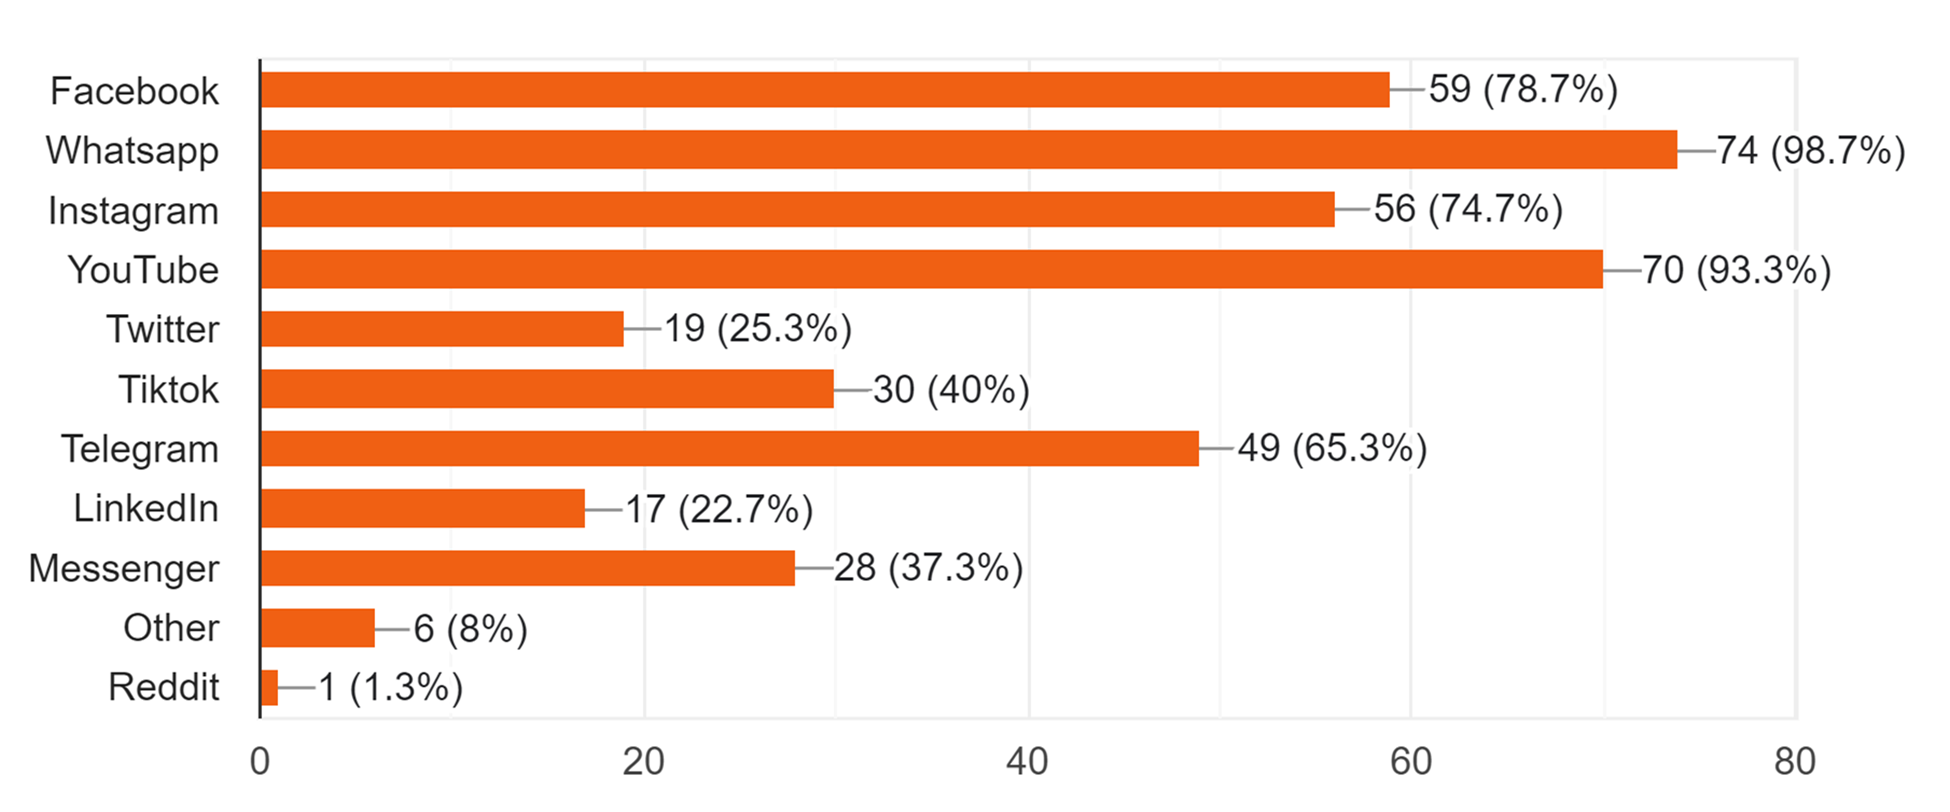 Facebook 59 (78.7%)
Whatsapp 74 (98.7%)
Instagram 56 (74.7%)
YouTube 70 (93.3%)
Twitter 19 (25.3%)
Tiktok 30 (40%)
Telegram 49 (65.3%)
LinkedIn 17 (22.7%)
Messenger 28 (37.3%)
Other 6 (8%)
Reddit 1 (1.3%)
0 20 40 60 80